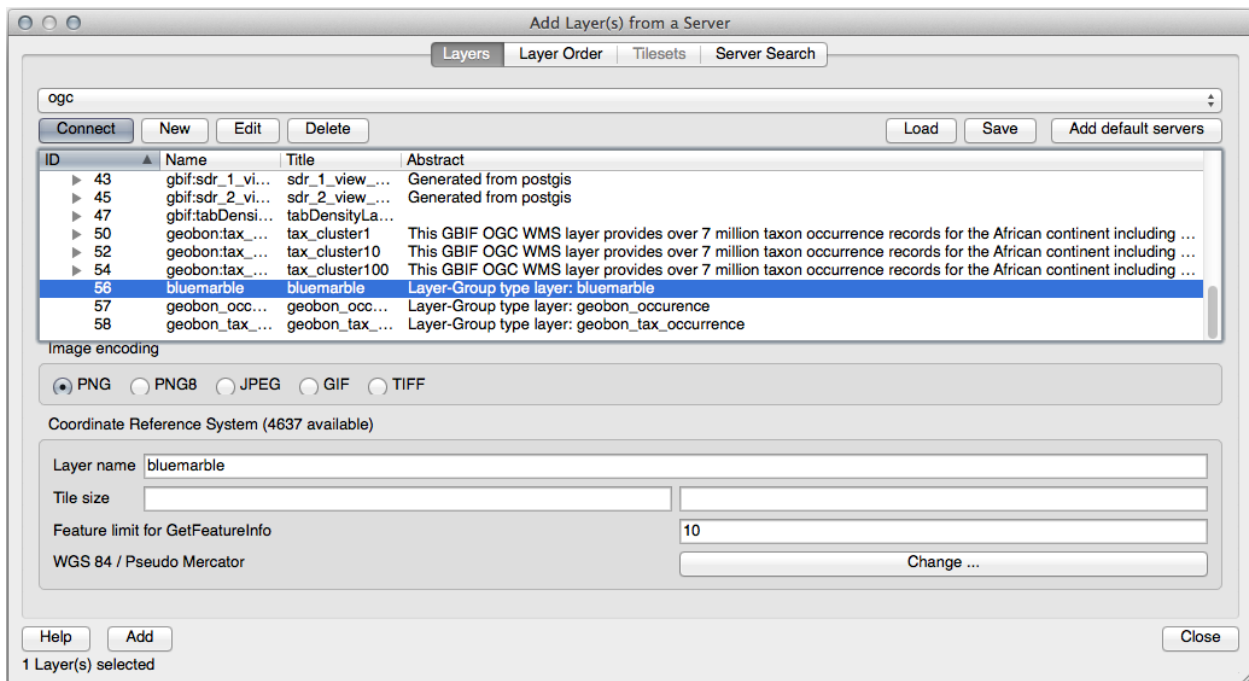 Add Layer(s) from a Server
Layers Layer Order Tilesets Server Search
ogc
Connect New Edit Delete Load Save Add default servers
ID Name Title Abstract
43 gbif:sdr_1_vi... sdr_1_view_... Generated from postgis
45 gbif:sdr_2_vi... sdr_2_view_... Generated from postgis
47 gbif:tabDensi... tabDensityLa...
50 geobon:tax_... tax_cluster1 This GBIF OGC WMS layer provides over 7 million taxon occurrence records for the African continent including ...
52 geobon:tax_... tax_cluster10 This GBIF OGC WMS layer provides over 7 million taxon occurrence records for the African continent including ...
54 geobon:tax_... tax_cluster100 This GBIF OGC WMS layer provides over 7 million taxon occurrence records for the African continent including ...
56 bluemarble bluemarble Layer-Group type layer: bluemarble
57 geobon_occ... geobon_occ... Layer-Group type layer: geobon_occurence
58 geobon_tax_... geobon_tax_... Layer-Group type layer: geobon_tax_occurrence
Image encoding
PNG PNG8 JPEG GIF TIFF
Coordinate Reference System (4637 available)
Layer name bluemarble
Tile size
Feature limit for GetFeatureInfo 10
WGS 84 / Pseudo Mercator Change ...
Help Add Close
1 Layer(s) selected